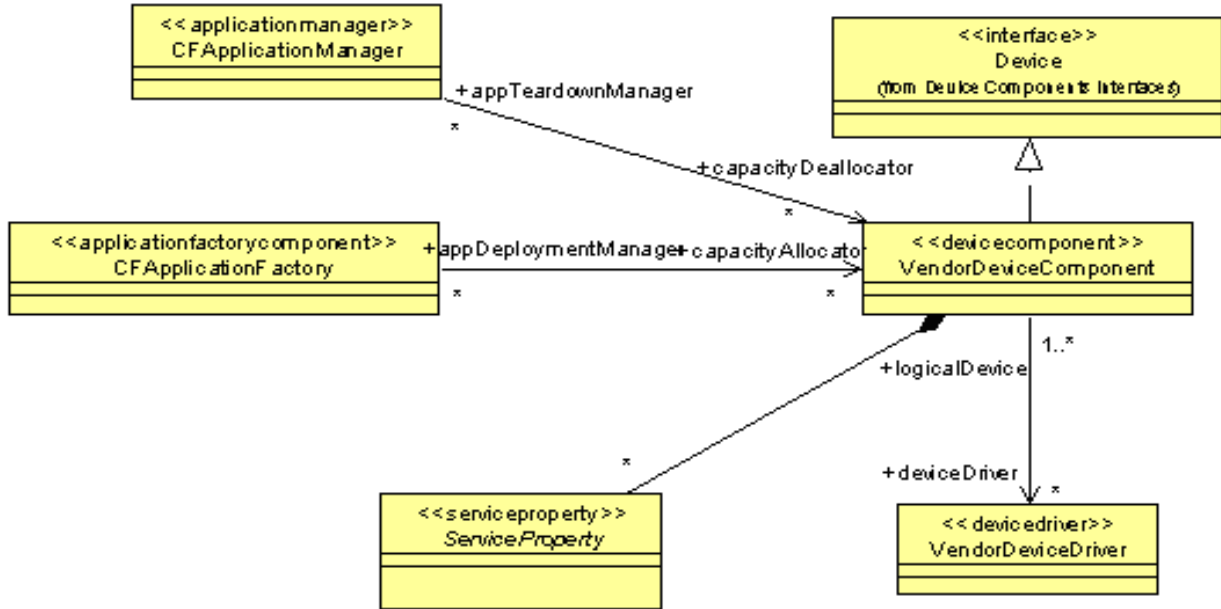 <<applicationmanager>>
CFApplicationManager
<<interface>>
Device
(from Device Components Interfaces)
+appTeardownManager
*
+capacityDeallocator
*
<<applicationfactorycomponent>>
CFApplicationFactory
+appDeploymentManager
+capacityAllocator
*
*
<<devicecomponent>>
VendorDeviceComponent
1..*
+logicalDevice
*
+deviceDriver
*
<<serviceproperty>>
ServiceProperty
<<devicedriver>>
VendorDeviceDriver